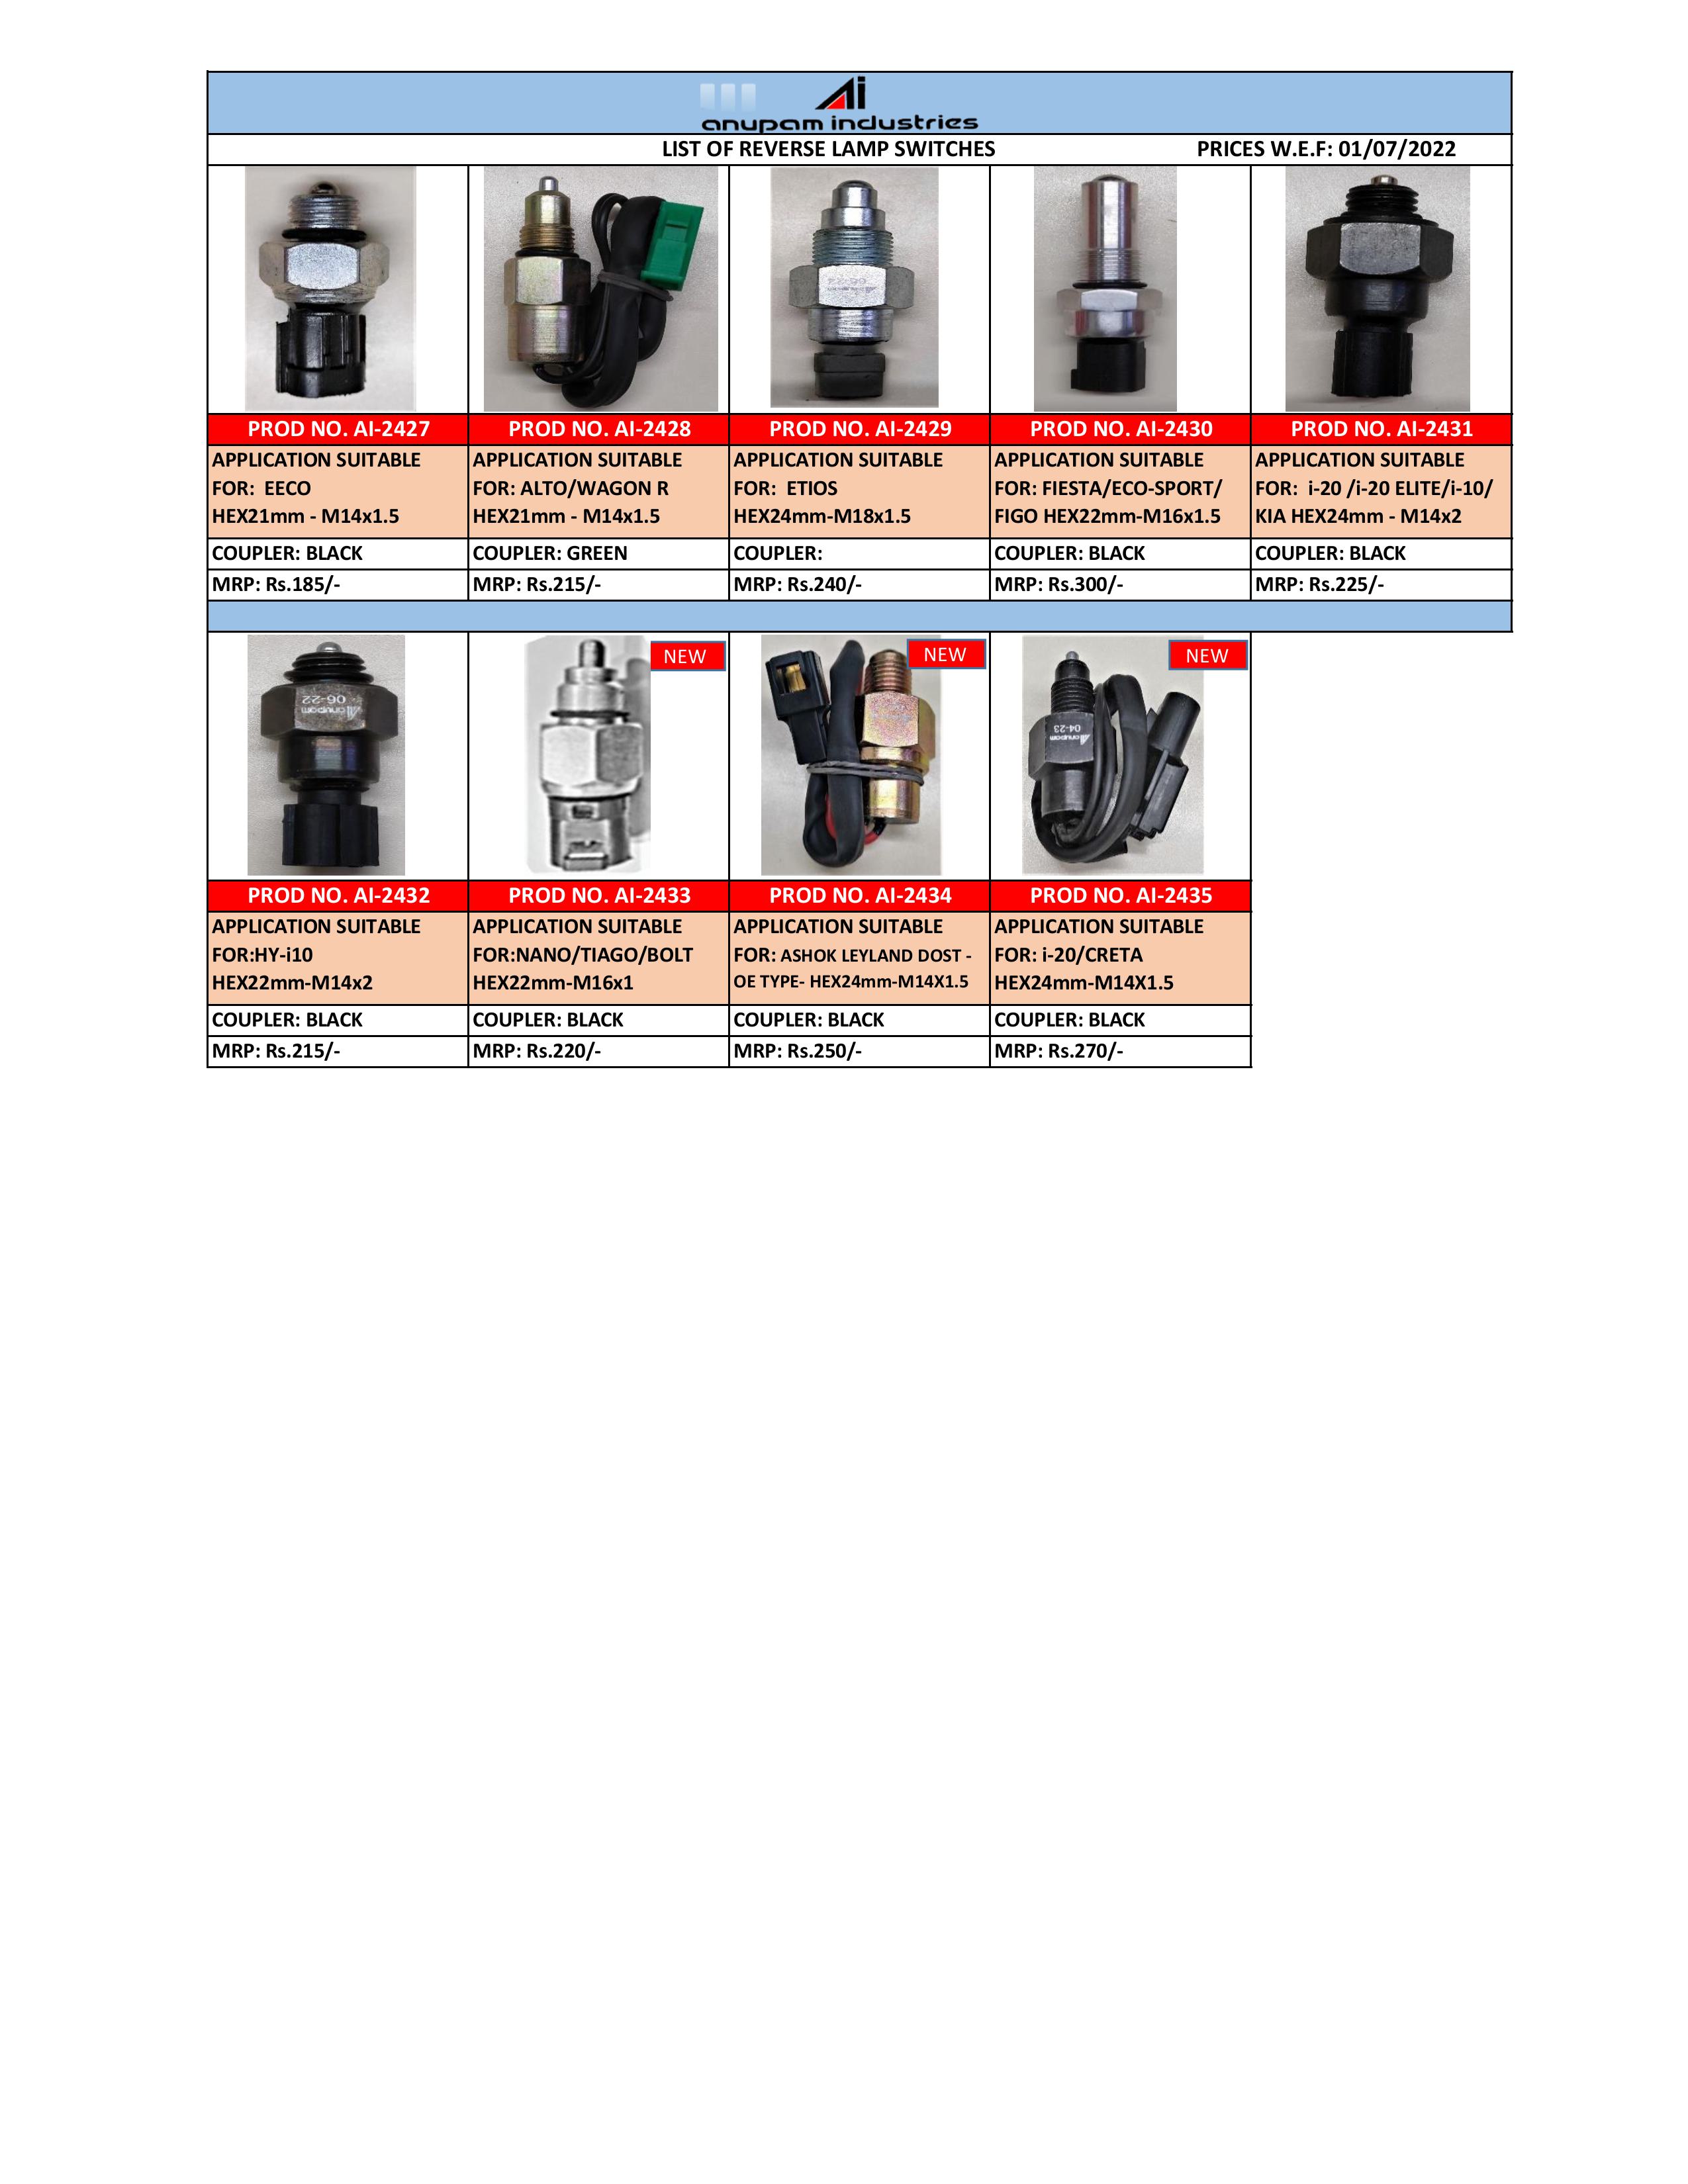 Ai
anupam industries
LIST OF REVERSE LAMP SWITCHES
PRICES W.E.F: 01/07/2022
PROD NO. AI-2427
APPLICATION SUITABLE
FOR:  EECO
HEX21mm - M14x1.5
COUPLER: BLACK
MRP: Rs.185/-
PROD NO. AI-2428
APPLICATION SUITABLE
FOR: ALTO/WAGON R
HEX21mm - M14x1.5
COUPLER: GREEN
MRP: Rs.215/-
PROD NO. AI-2429
APPLICATION SUITABLE
FOR:  ETIOS
HEX24mm-M18x1.5
COUPLER:
MRP: Rs.240/-
PROD NO. AI-2430
APPLICATION SUITABLE
FOR: FIESTA/ECO-SPORT/
FIGO HEX22mm-M16x1.5
COUPLER: BLACK
MRP: Rs.300/-
PROD NO. AI-2431
APPLICATION SUITABLE
FOR:  i-20 /i-20 ELITE/i-10/
KIA HEX24mm - M14x2
COUPLER: BLACK
MRP: Rs.225/-
anupam
06-22
PROD NO. AI-2432
APPLICATION SUITABLE
FOR:HY-i10
HEX22mm-M14x2
COUPLER: BLACK
MRP: Rs.215/-
NEW
PROD NO. AI-2433
APPLICATION SUITABLE
FOR:NANO/TIAGO/BOLT
HEX22mm-M16x1
COUPLER: BLACK
MRP: Rs.220/-
NEW
PROD NO. AI-2434
APPLICATION SUITABLE
FOR: ASHOK LEYLAND DOST -
OE TYPE- HEX24mm-M14X1.5
COUPLER: BLACK
MRP: Rs.250/-
NEW
anupam
04-23
PROD NO. AI-2435
APPLICATION SUITABLE
FOR: i-20/CRETA
HEX24mm-M14X1.5
COUPLER: BLACK
MRP: Rs.270/-